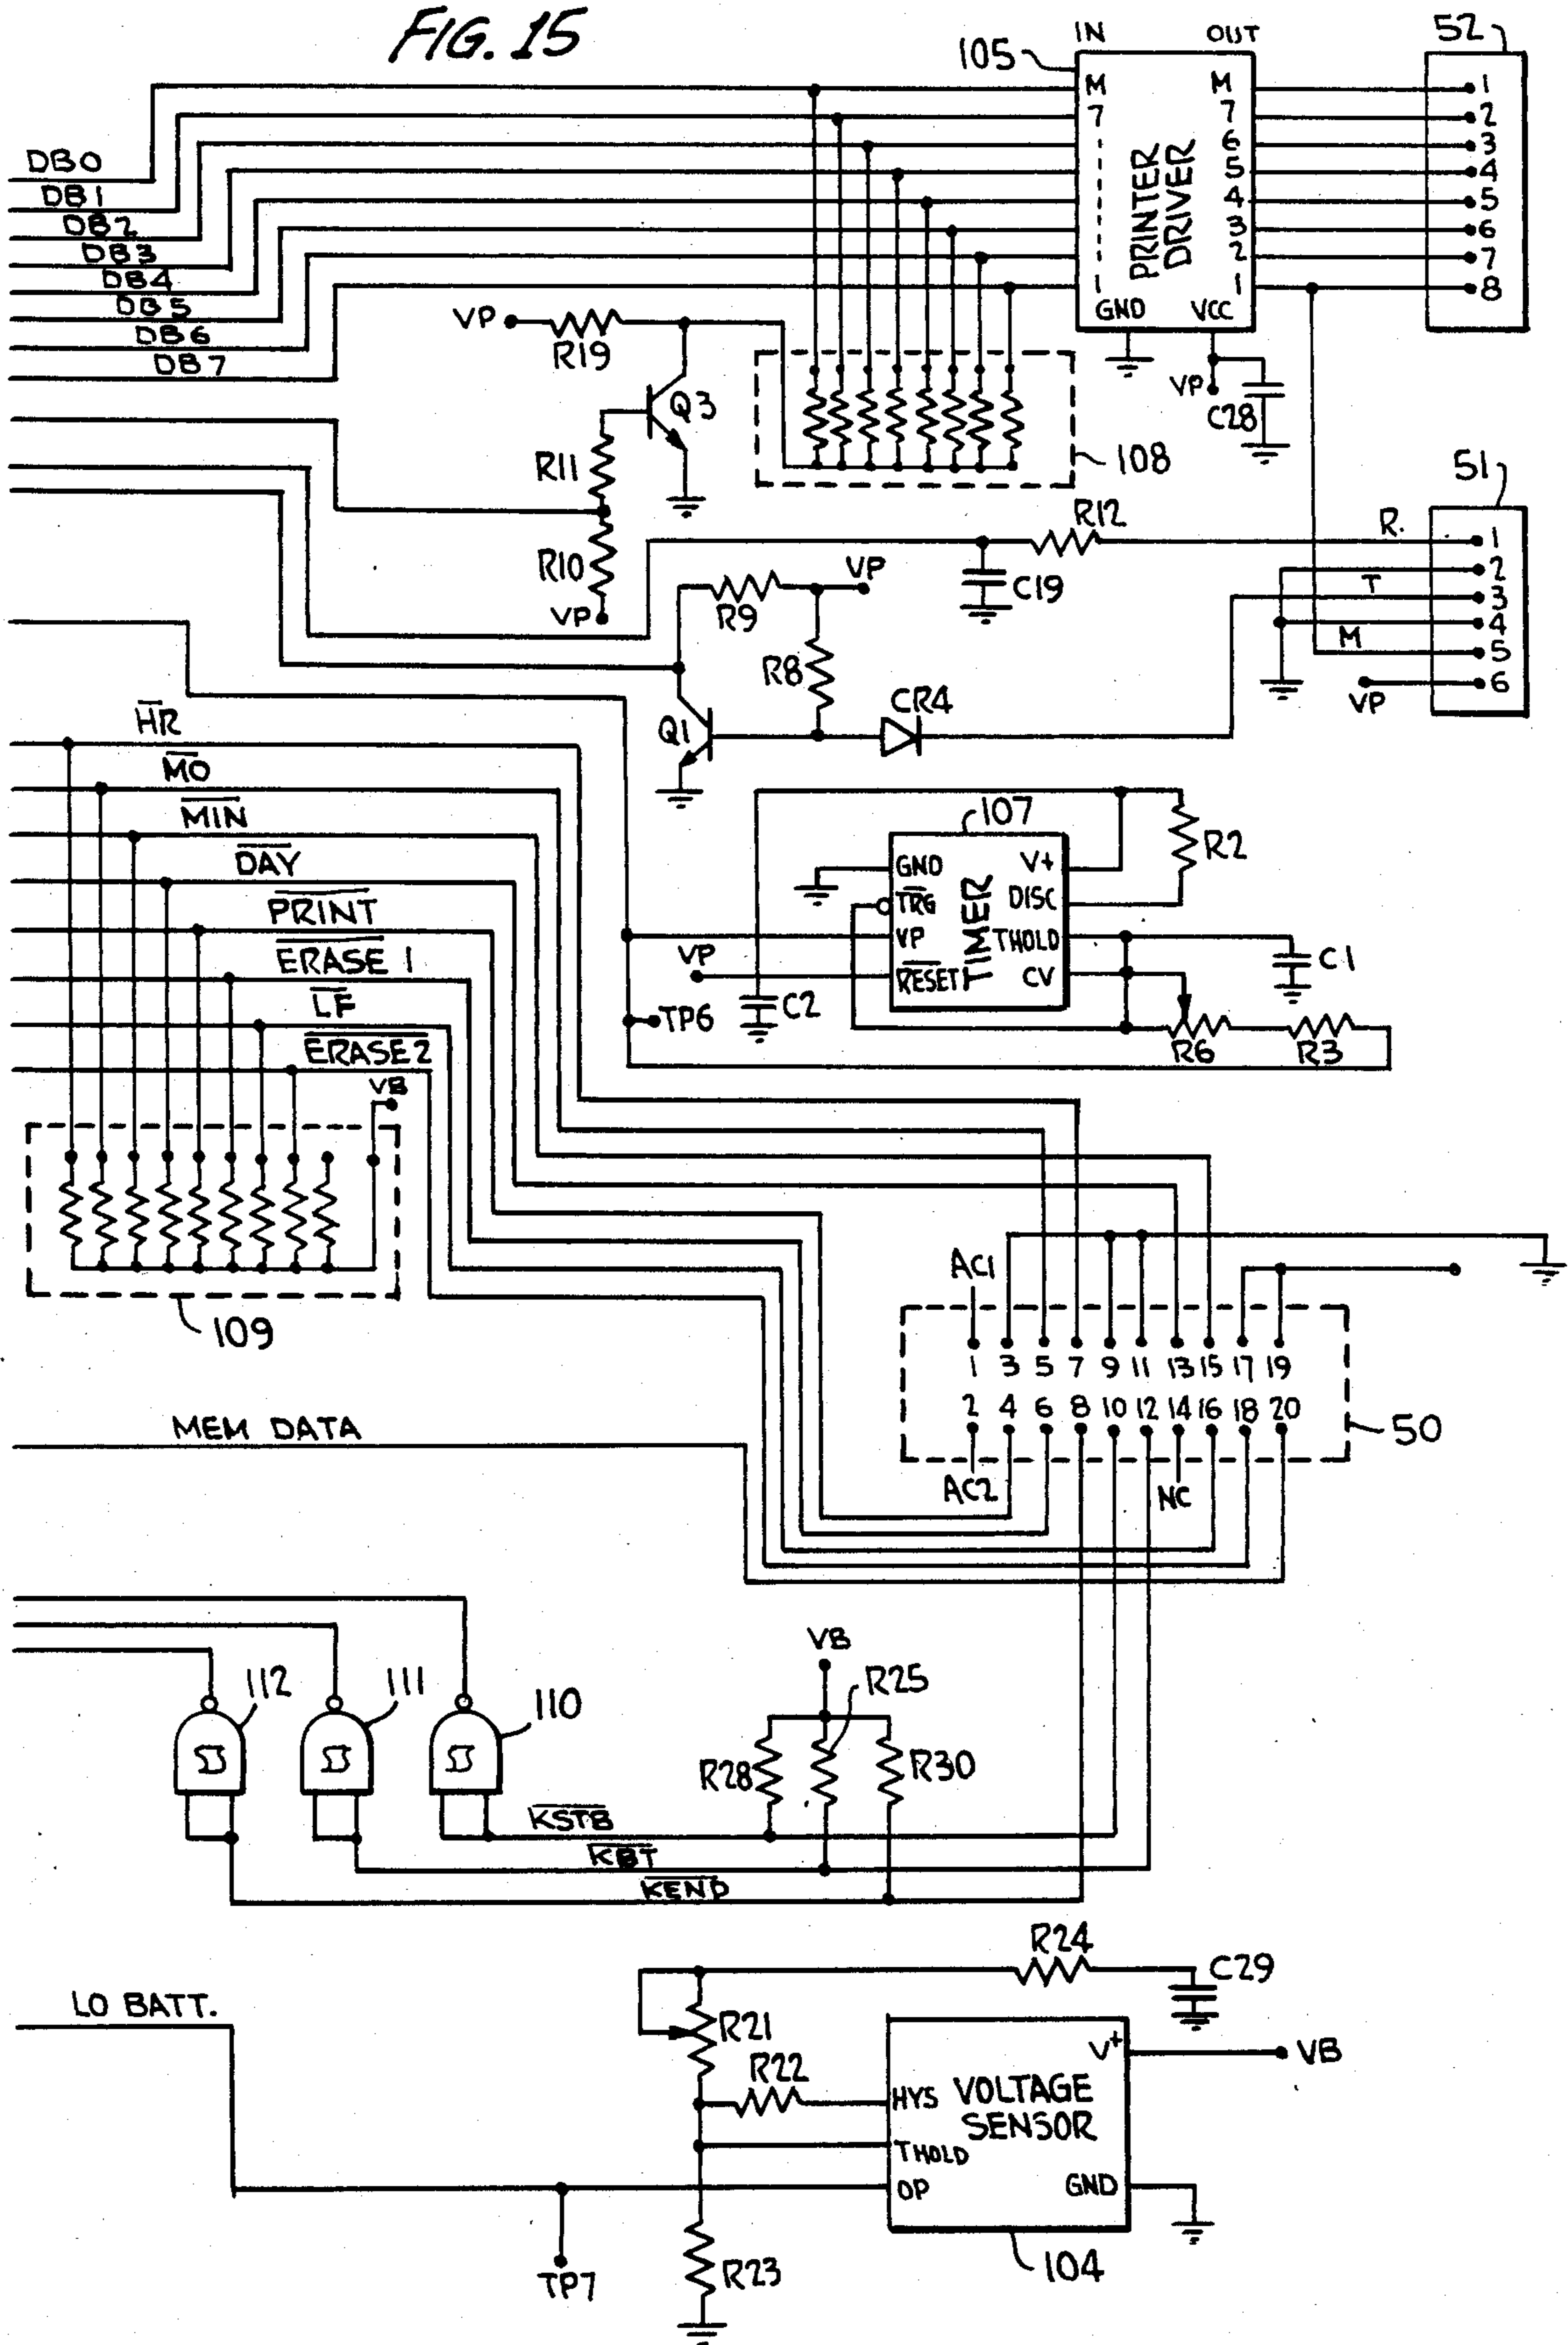 FIG. 15
IN OUT
105
52
M M 1
7 7 2
6 3
5 4
4 5
3 6
2 7
1 1 8
PRINTER
DRIVER
GND VCC
DB0
DB1
DB2
DB3
DB4
DB5
DB6
DB7
VP
R19
Q3
VP
C28
108
R11
R10
VP
51
R12
R. 1
2
T 3
4
M 5
VP 6
C19
R9
VP
R8
Q1
CR4
HR
MO
MIN
DAY
PRINT
ERASE 1
LF
ERASE 2
VB
109
107
GND V+
TRG DISC
VP THOLD
RESET CV
TIMER
R2
VP
C1
C2
TP6
R6
R3
AC1
1 3 5 7 9 11 13 15 17 19
2 4 6 8 10 12 14 16 18 20
50
AC2
NC
MEM DATA
112
111
110
VB
R25
R28
R30
KSTB
KBT
KEND
R24
C29
LO BATT.
R21
R22
V+
VB
HYS
VOLTAGE
SENSOR
THOLD
OP
GND
TP7
R23
104